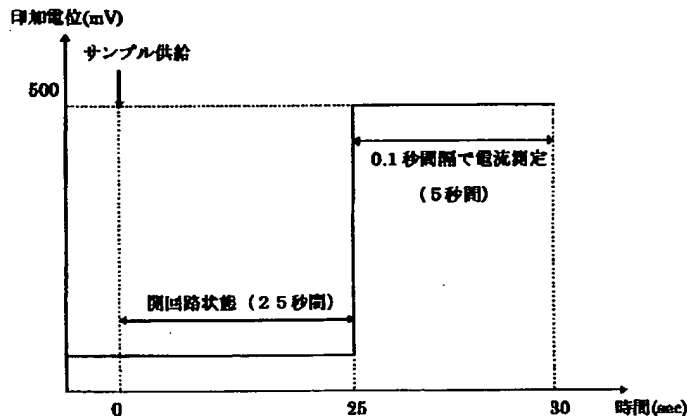 印加電位(mV)
サンプル供給
500
0.1秒間隔で電流測定
（5秒間）
開回路状態（25秒間）
0
25
30
時間(sec)